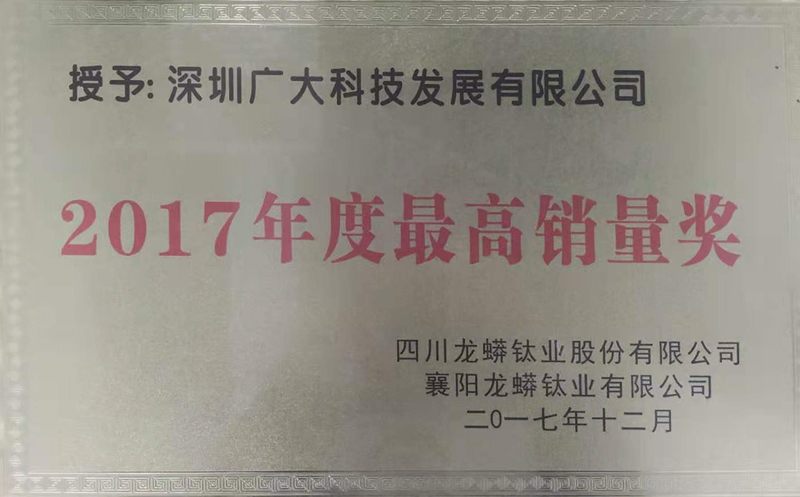 授予: 深圳广大科技发展有限公司
2017年度最高销量奖
四川龙蟒钛业股份有限公司
襄阳龙蟒钛业有限公司
二0一七年十二月